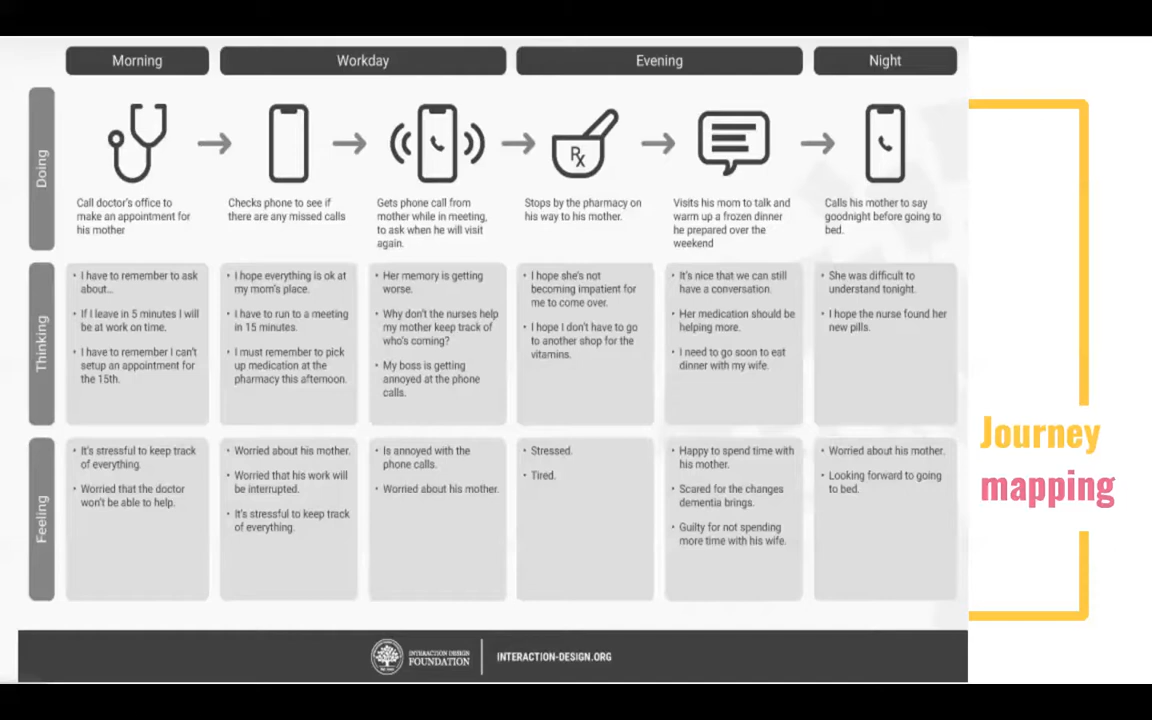 Morning
Workday
Evening
Night
Doing
Call doctor's office to
make an appointment for
his mother
Checks phone to see if
there are any missed calls
Gets phone call from
mother while in meeting,
to ask when he will visit
again.
Rx
Stops by the pharmacy on
his way to his mother.
Visits his mom to talk and
warm up a frozen dinner
he prepared over the
weekend
Calls his mother to say
goodnight before going to
bed.
Thinking
• I have to remember to ask
about...
• If I leave in 5 minutes I will
be at work on time.
• I have to remember I can't
setup an appointment for
the 15th.
• I hope everything is ok at
my mom's place.
• I have to run to a meeting
in 15 minutes.
• I must remember to pick
up medication at the
pharmacy this afternoon.
• Her memory is getting
worse.
• Why don't the nurses help
my mother keep track of
who's coming?
• My boss is getting
annoyed at the phone
calls.
• I hope she's not
becoming impatient for
me to come over.
• I hope I don't have to go
to another shop for the
vitamins.
• It's nice that we can still
have a conversation.
• Her medication should be
helping more.
• I need to go soon to eat
dinner with my wife.
• She was difficult to
understand tonight.
• I hope the nurse found her
new pills.
Feeling
• It's stressful to keep track
of everything.
• Worried that the doctor
won't be able to help.
• Worried about his mother.
• Worried that his work will
be interrupted.
• It's stressful to keep track
of everything.
• Is annoyed with the
phone calls.
• Worried about his mother.
• Stressed.
• Tired.
• Happy to spend time with
his mother.
• Scared for the changes
dementia brings.
• Guilty for not spending
more time with his wife.
• Worried about his mother.
• Looking forward to going
to bed.
Journey
mapping
INTERACTION DESIGN
FOUNDATION
INTERACTION-DESIGN.ORG